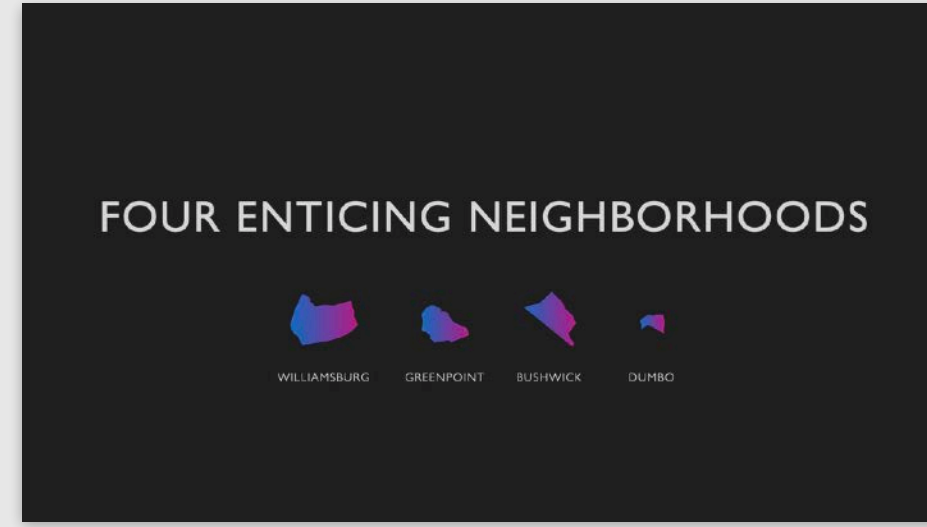 FOUR ENTICING NEIGHBORHOODS
WILLIAMSBURG GREENPOINT BUSHWICK DUMBO